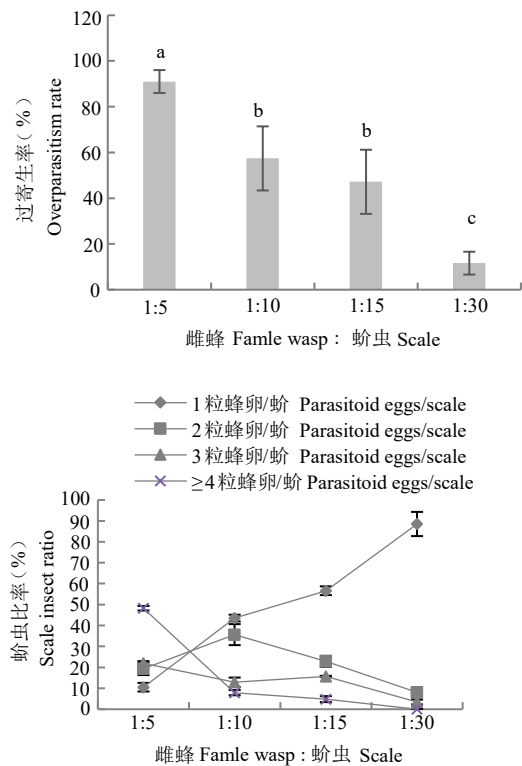 120
100
80
60
40
20
0
过寄生率(%)
Overparasitism rate
a
b
b
c
1:5 1:10 1:15 1:30
雌蜂 Famle wasp : 蚧虫 Scale
1粒蜂卵/蚧 Parasitoid eggs/scale
2粒蜂卵/蚧 Parasitoid eggs/scale
3粒蜂卵/蚧 Parasitoid eggs/scale
≥4粒蜂卵/蚧 Parasitoid eggs/scale
100
90
80
70
60
50
40
30
20
10
0
蚧虫比率(%)
Scale insect ratio
1:5 1:10 1:15 1:30
雌蜂 Famle wasp : 蚧虫 Scale